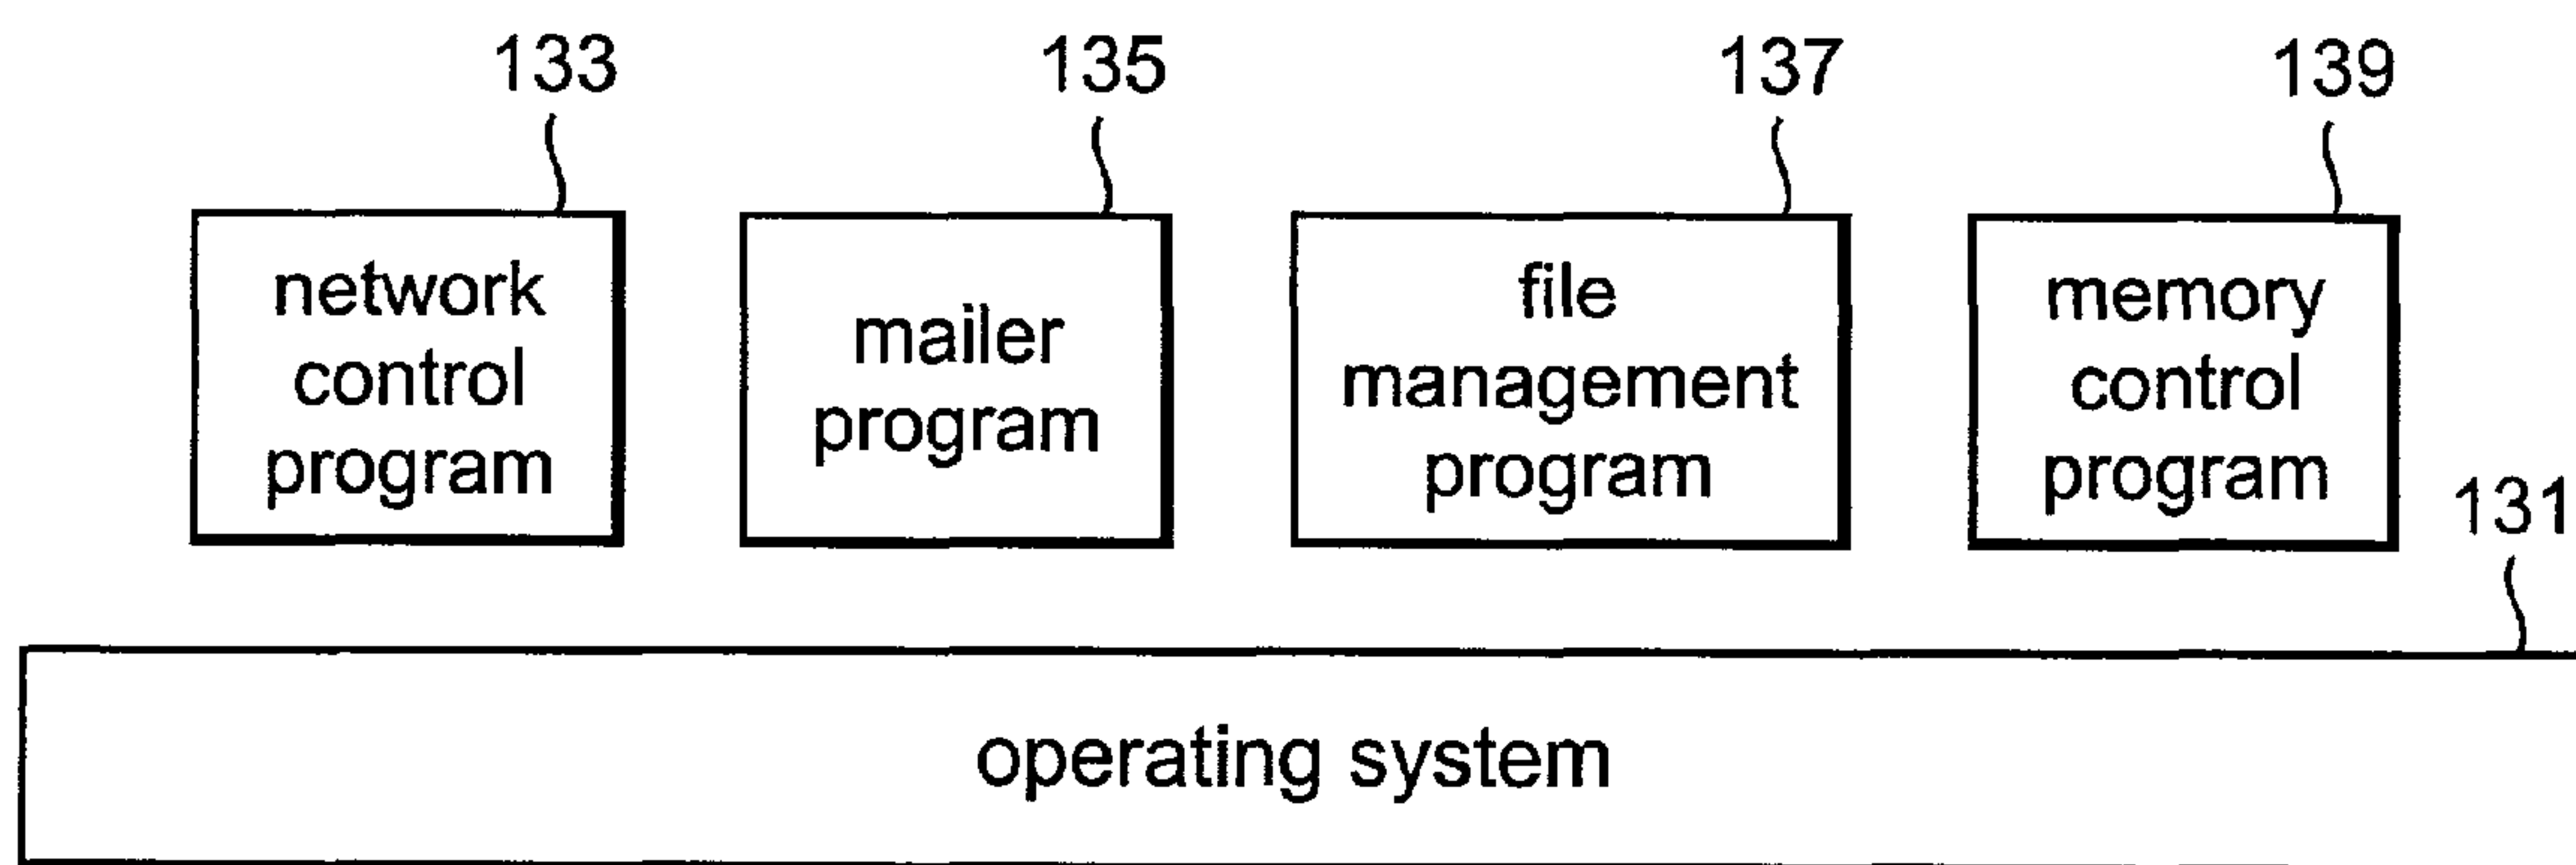 133
135
137
139
network
control
program
mailer
program
file
management
program
memory
control
program
131
operating system